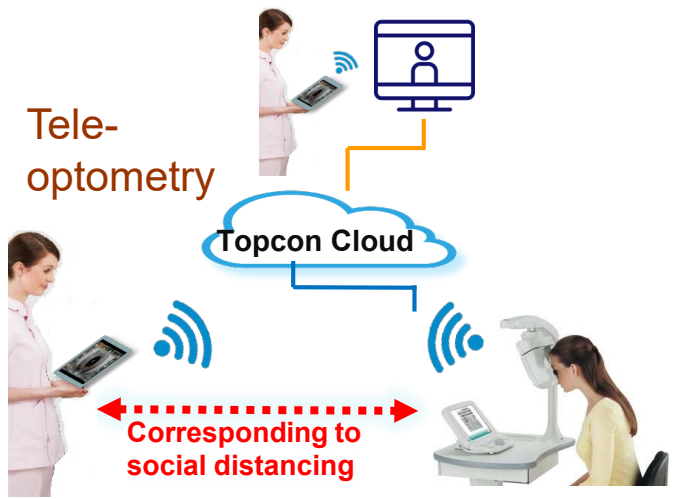 Tele-
optometry
Topcon Cloud
Corresponding to
social distancing